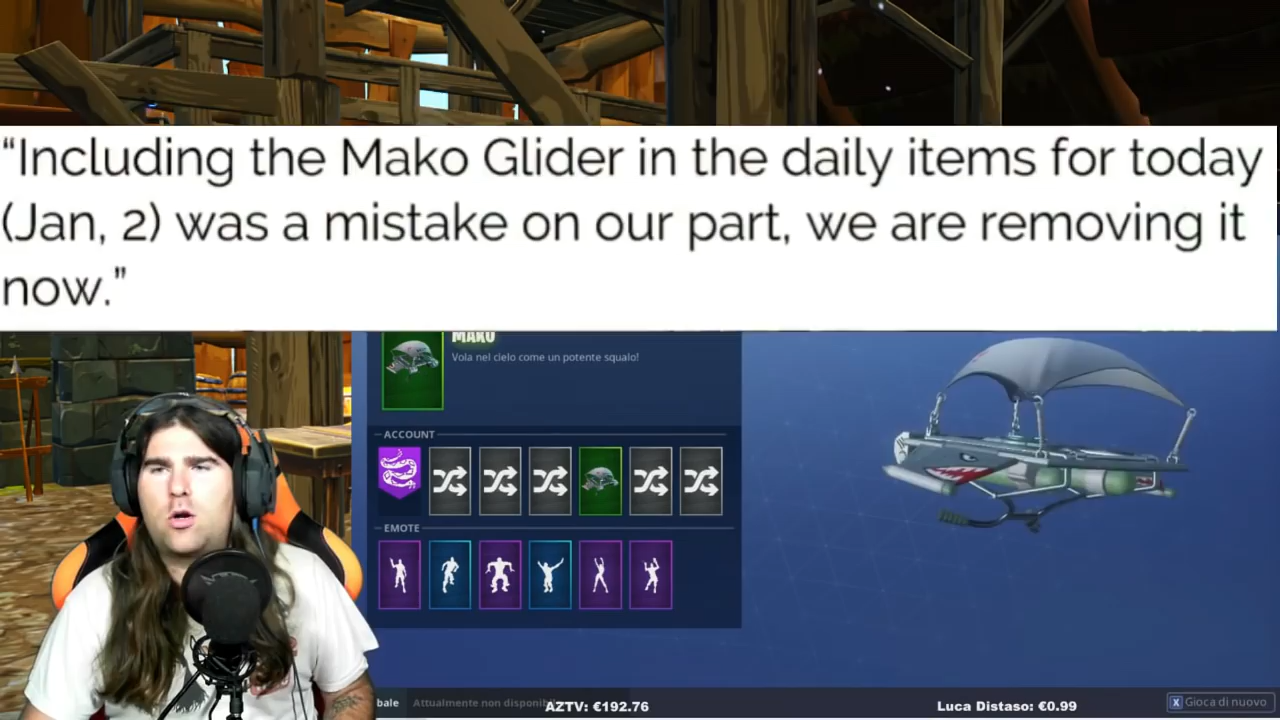 “Including the Mako Glider in the daily items for today
(Jan, 2) was a mistake on our part, we are removing it
now.”
MAKO
Vola nel cielo come un potente squalo!
ACCOUNT
EMOTE
bale
Attualmente non disponib
AZTV: €192.76
Luca Distaso: €0.99
X Gioca di nuovo